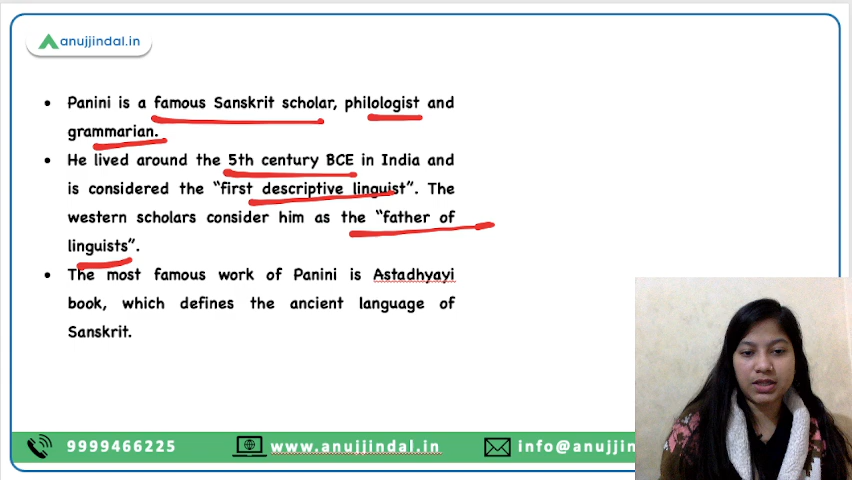 anujjindal.in
• Panini is a famous Sanskrit scholar, philologist and
grammarian.
• He lived around the 5th century BCE in India and
is considered the "first descriptive linguist". The
western scholars consider him as the "father of
linguists".
• The most famous work of Panini is Astadhyayi
book, which defines the ancient language of
Sanskrit.
9999466225 www.anujjindal.in info@anujjin